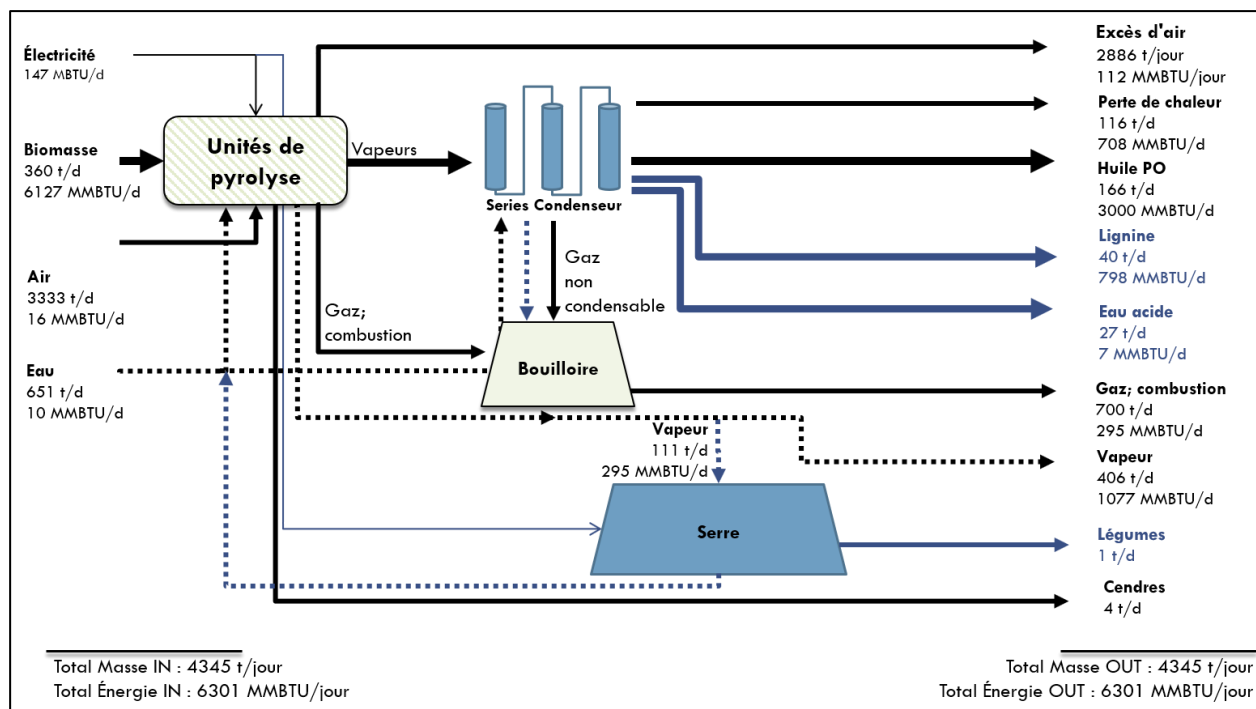 Électricité
147 MBTU/d
Biomasse
360 t/d
6127 MMBTU/d
Air
3333 t/d
16 MMBTU/d
Eau
651 t/d
10 MMBTU/d
Unités de
pyrolyse
Vapeurs
Series Condenseur
Gaz
non
condensable
Gaz;
combustion
Bouilloire
Vapeur
111 t/d
295 MMBTU/d
Serre
Excès d'air
2886 t/jour
112 MMBTU/jour
Perte de chaleur
116 t/d
708 MMBTU/d
Huile PO
166 t/d
3000 MMBTU/d
Lignine
40 t/d
798 MMBTU/d
Eau acide
27 t/d
7 MMBTU/d
Gaz; combustion
700 t/d
295 MMBTU/d
Vapeur
406 t/d
1077 MMBTU/d
Légumes
1 t/d
Cendres
4 t/d
Total Masse IN : 4345 t/jour
Total Énergie IN : 6301 MMBTU/jour
Total Masse OUT : 4345 t/jour
Total Énergie OUT : 6301 MMBTU/jour